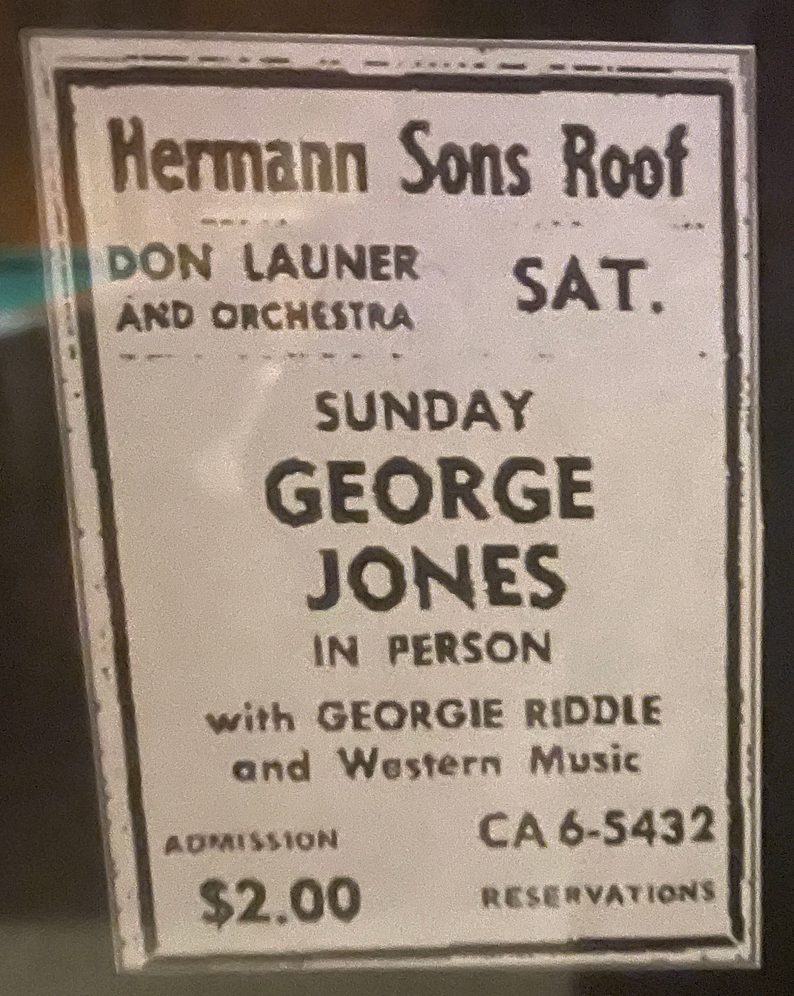 Hermann Sons Roof
DON LAUNER
AND ORCHESTRA
SAT.
SUNDAY
GEORGE
JONES
IN PERSON
with GEORGIE RIDDLE
and Western Music
ADMISSION
$2.00
CA 6-5432
RESERVATIONS